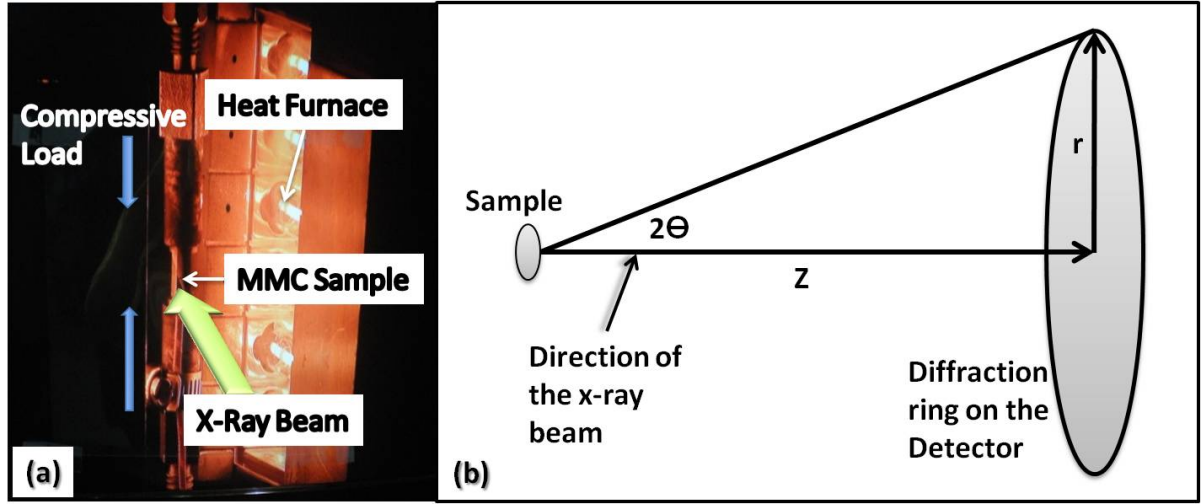 Compressive
Load
Heat Furnace
MMC Sample
X-Ray Beam
(a)
Sample
2Θ
r
Z
Direction of
the x-ray
beam
Diffraction
ring on the
Detector
(b)